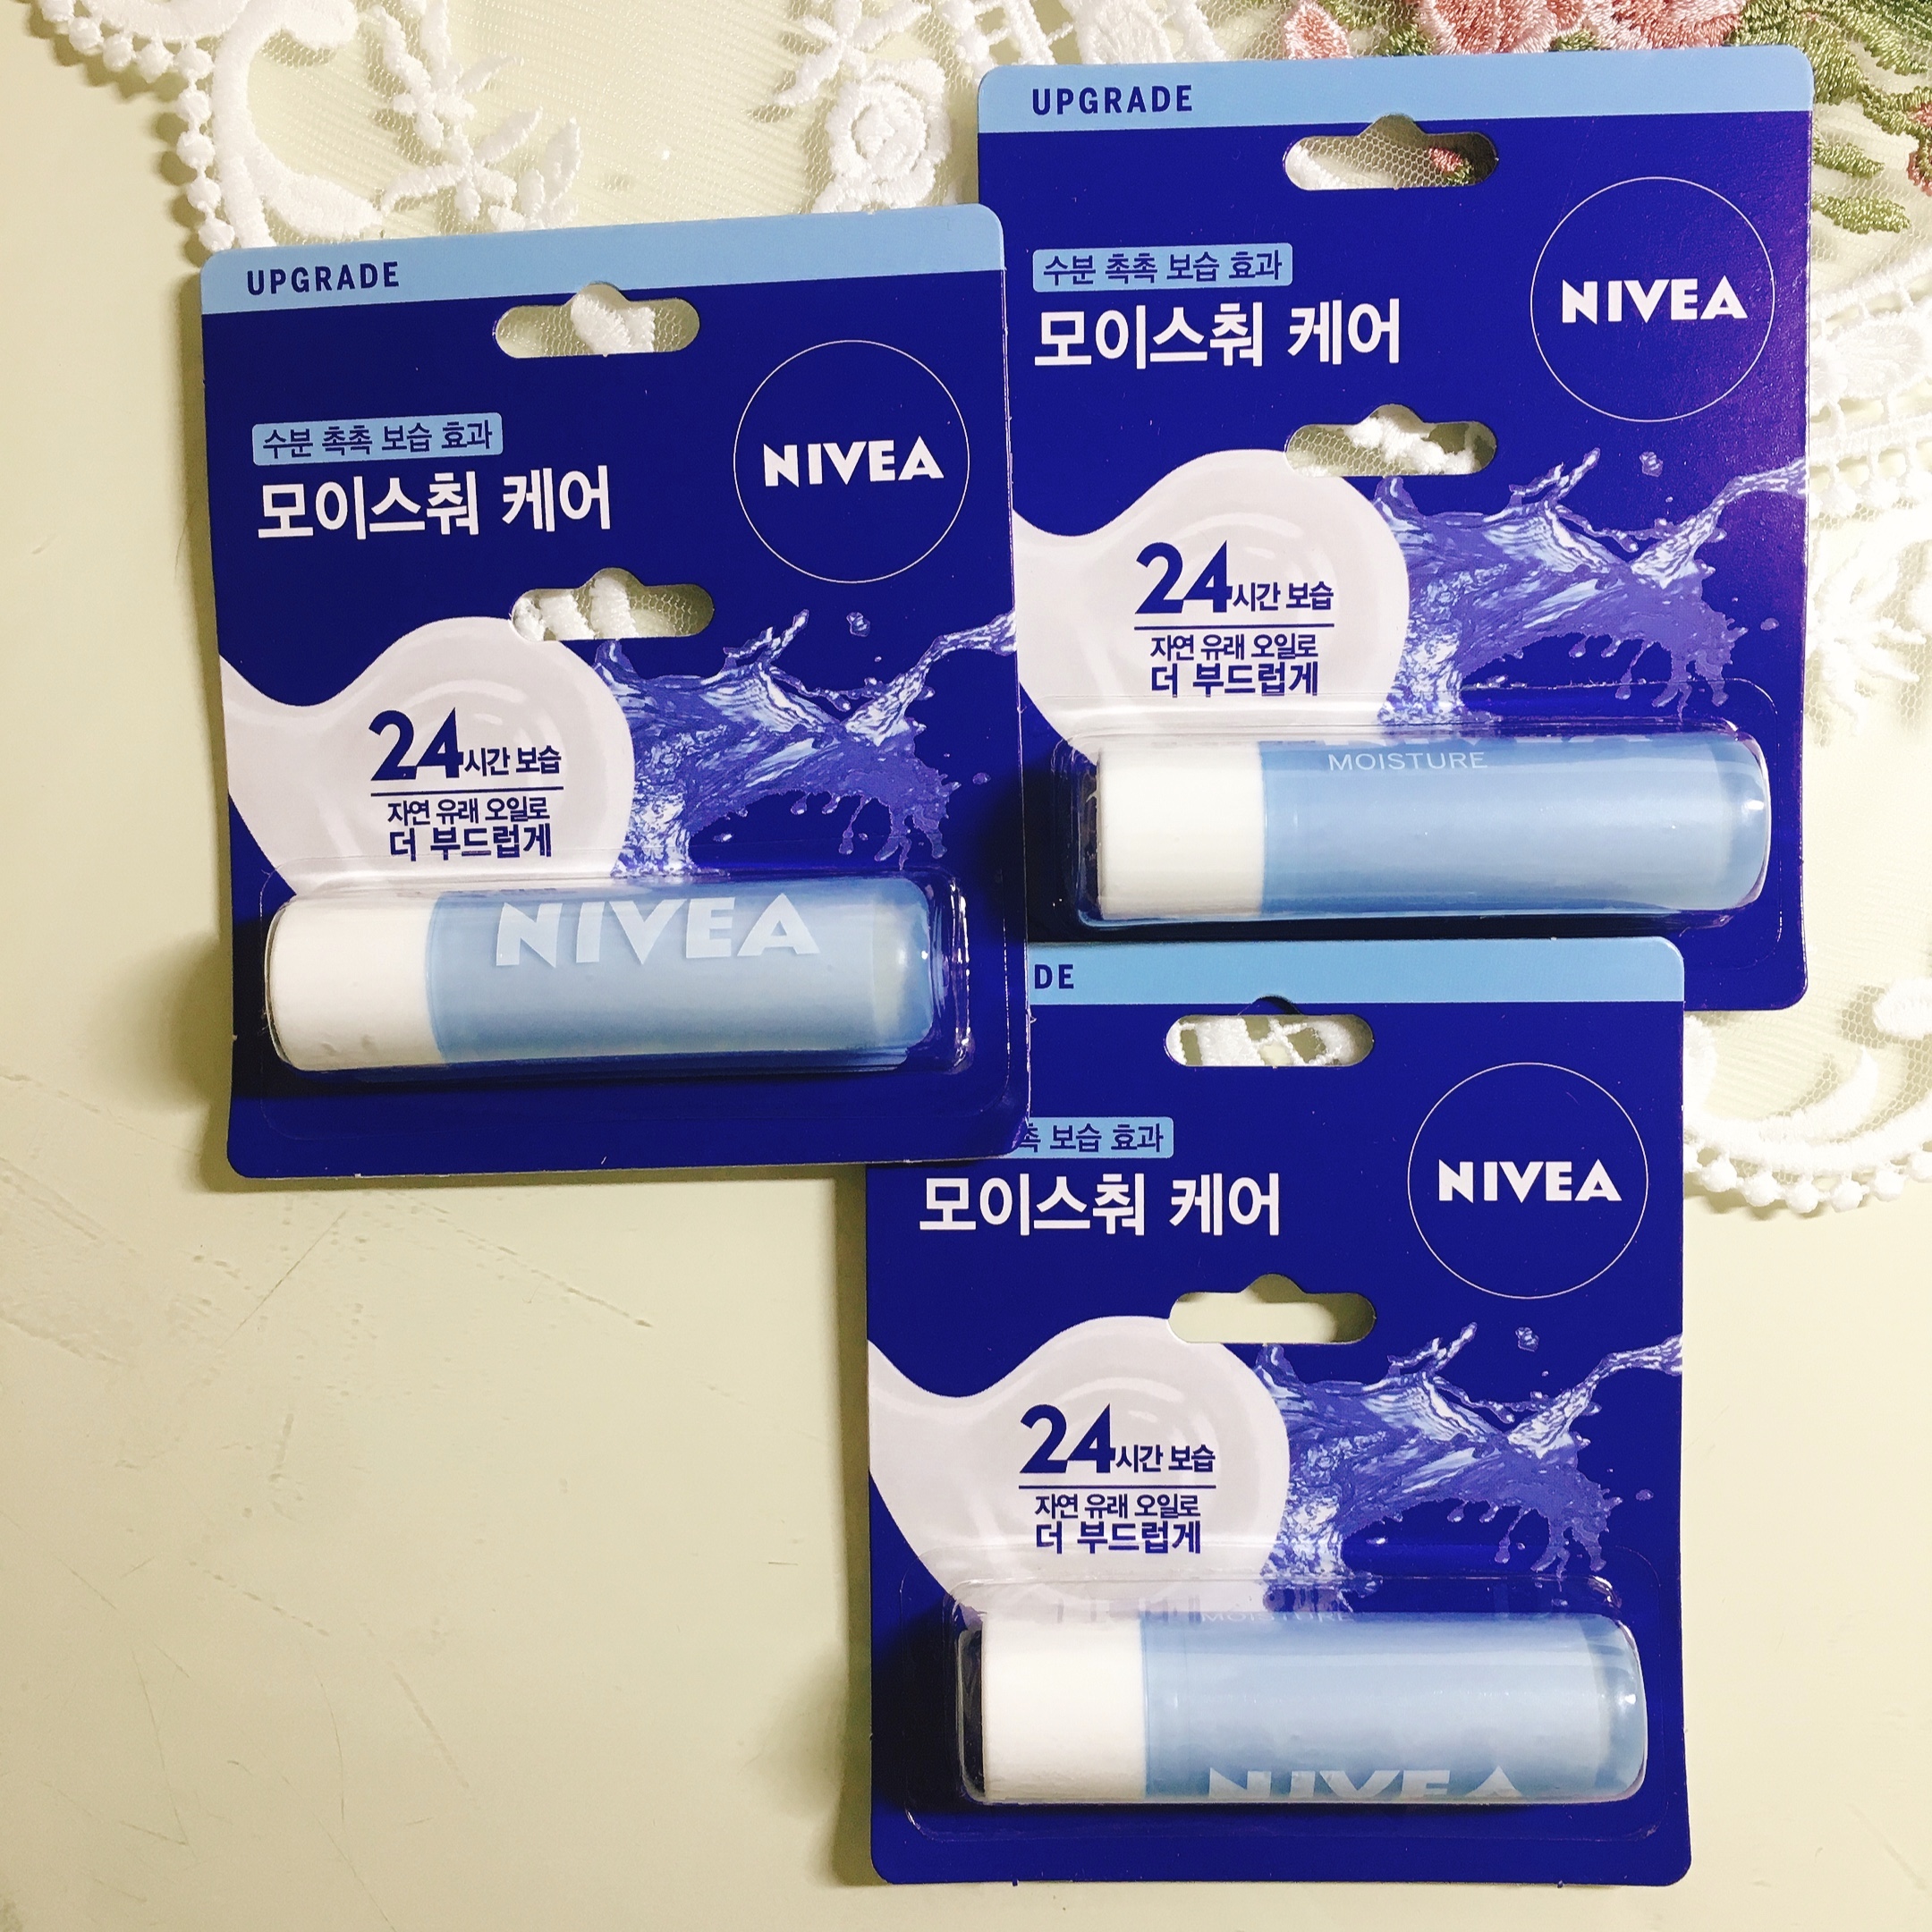 UPGRADE
수분 촉촉 보습 효과
모이스춰 케어
NIVEA
24시간 보습
자연 유래 오일로
더 부드럽게
NIVEA
UPGRADE
수분 촉촉 보습 효과
모이스춰 케어
NIVEA
24시간 보습
자연 유래 오일로
더 부드럽게
NIVEA
MOISTURE
DE
촉 보습 효과
모이스춰 케어
NIVEA
24시간 보습
자연 유래 오일로
더 부드럽게
MOISTURE
NIVEA